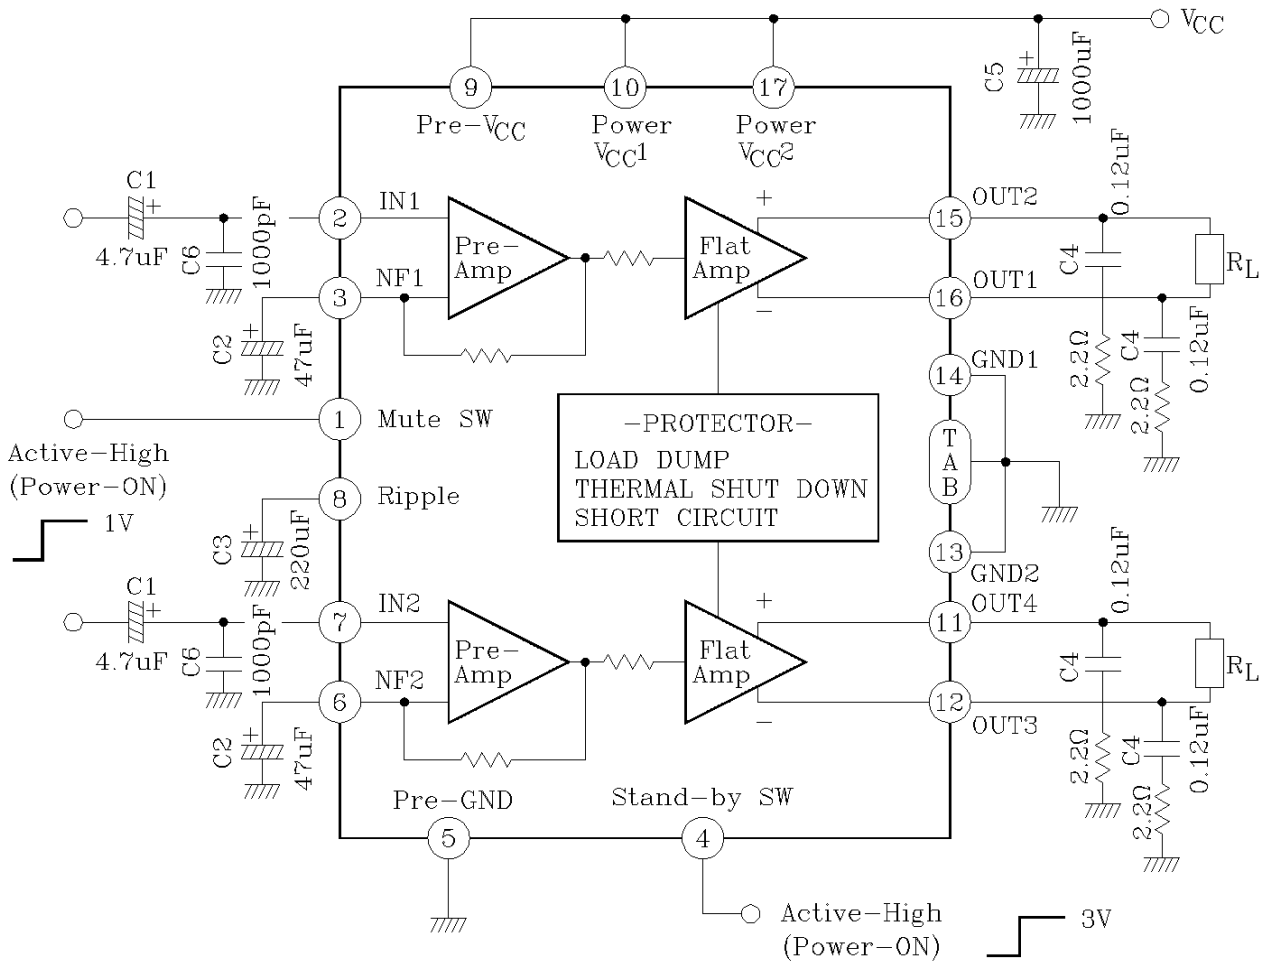 VCC
9
10
17
C5
+
1000uF
Pre-VCC
Power
VCC1
Power
VCC2
C1
+
4.7uF
C6
1000pF
2
IN1
Pre-
Amp
+
Flat
Amp
-
15
OUT2
0.12uF
C4
2.2Ω
RL
3
NF1
+
C2
47uF
16
OUT1
C4
0.12uF
2.2Ω
14
GND1
1
Mute SW
Active-High
(Power-ON)
1V
-PROTECTOR-
LOAD DUMP
THERMAL SHUT DOWN
SHORT CIRCUIT
TAB
8
Ripple
+
C3
220uF
13
GND2
C1
+
4.7uF
C6
1000pF
7
IN2
Pre-
Amp
+
Flat
Amp
-
OUT4
11
0.12uF
C4
2.2Ω
RL
6
NF2
+
C2
47uF
12
OUT3
C4
0.12uF
2.2Ω
Pre-GND
5
Stand-by SW
4
Active-High
(Power-ON)
3V